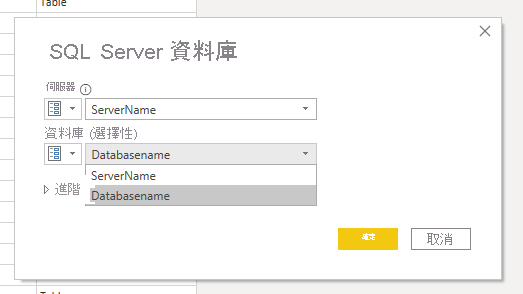 Table
SQL Server 資料庫
伺服器
ServerName
資料庫 (選擇性)
Databasename
ServerName
Databasename
進階
確定
取消
Table